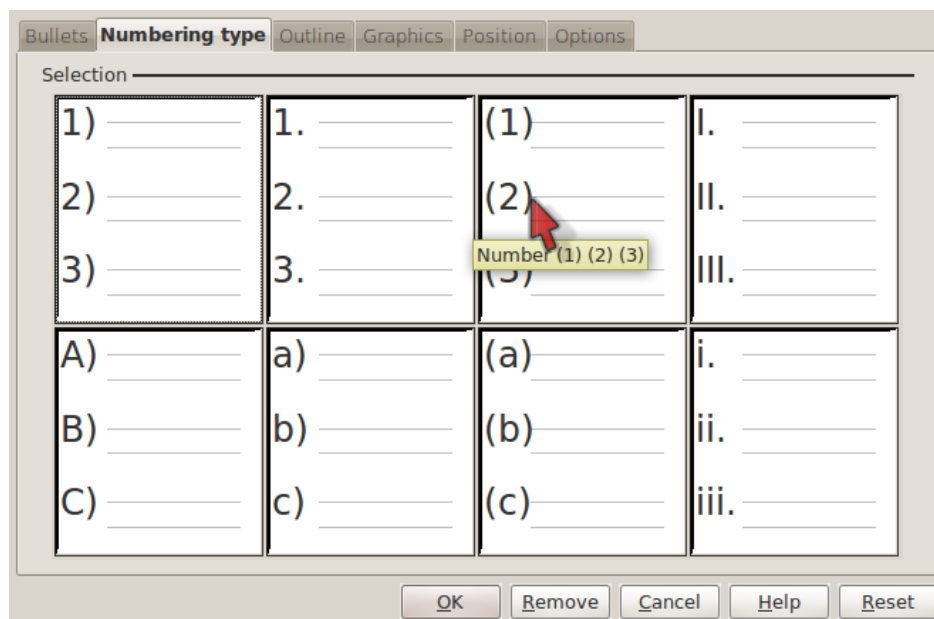 Bullets Numbering type Outline Graphics Position Options
Selection
1) 1. (1) I.
2) 2. (2) II.
Number (1) (2) (3)
3) 3. (3) III.
A) a) (a) i.
B) b) (b) ii.
C) c) (c) iii.
OK Remove Cancel Help Reset